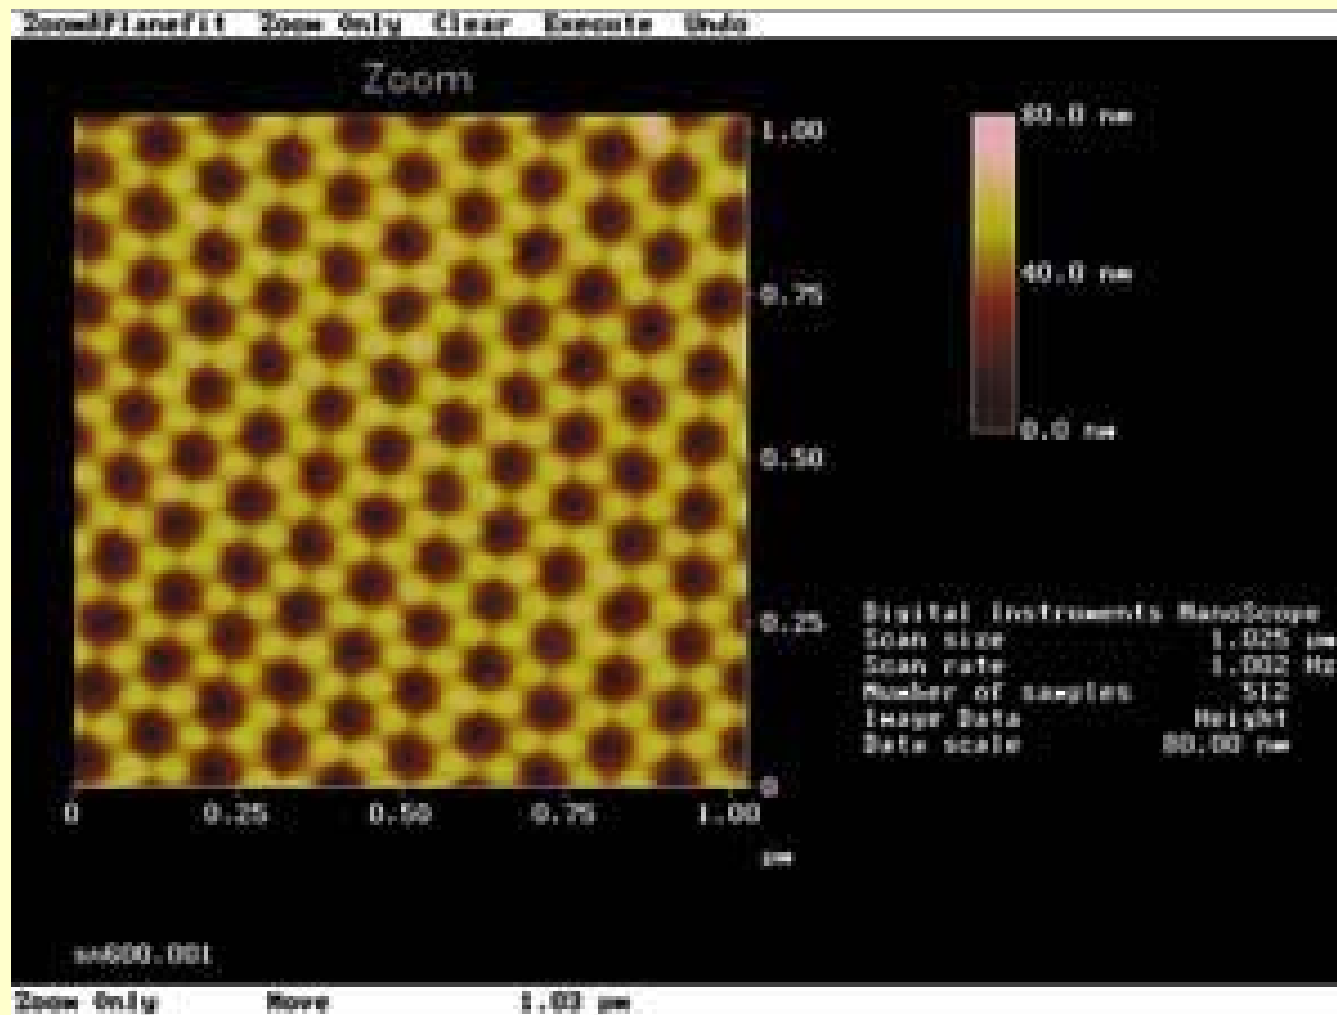 Zoom&Planefit Zoom Only Clear Execute Undo
Zoom
80.0 nm
40.0 nm
0.0 nm
1.00
0.75
0.50
0.25
0
0 0.25 0.50 0.75 1.00
µm
Digital Instruments NanoScope
Scan size 1.025 µm
Scan rate 1.002 Hz
Number of samples 512
Image Data Height
Data scale 80.00 nm
sn600.001
Zoom Only Move 1.03 µm